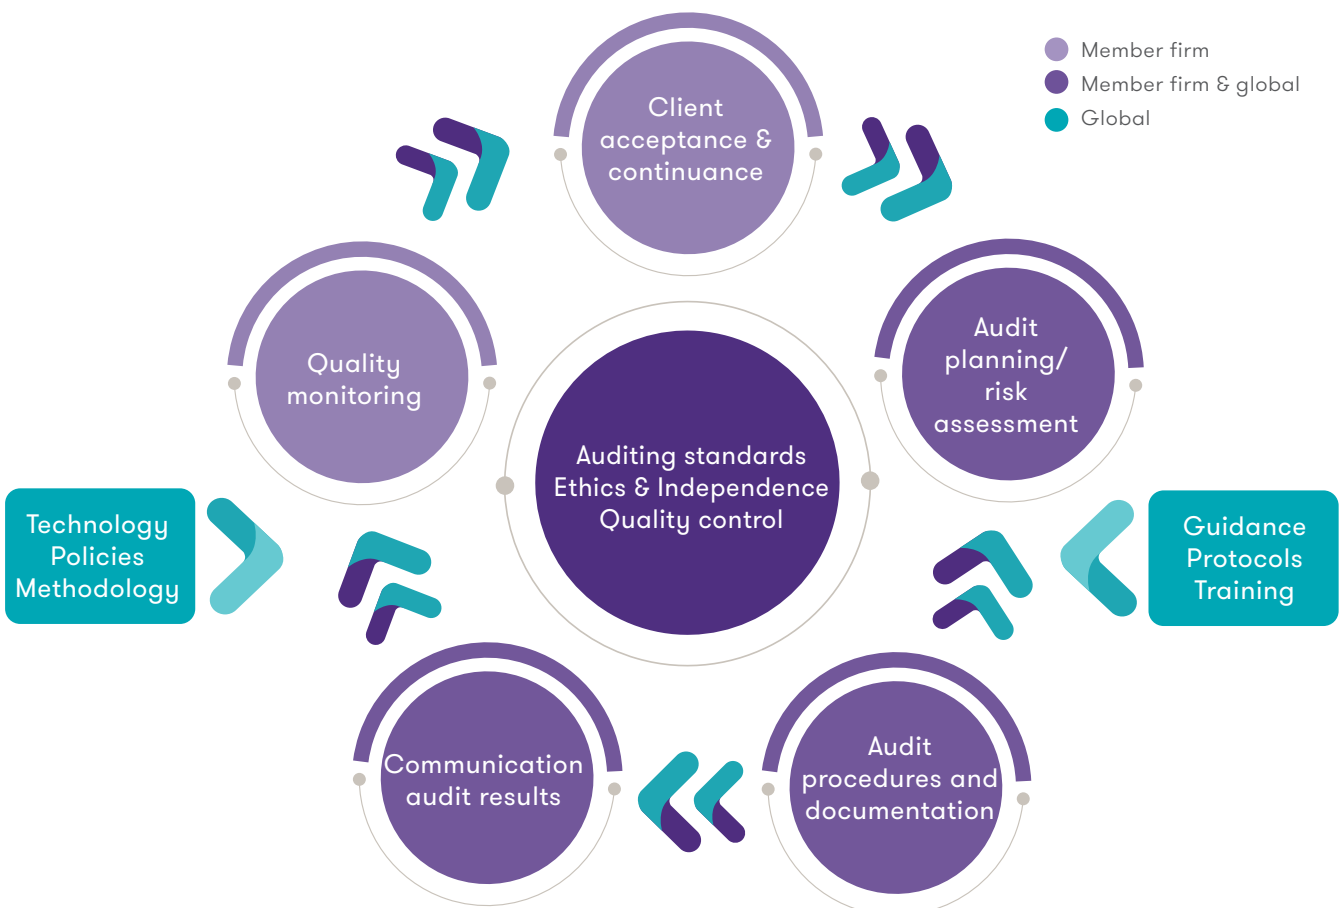 Member firm
Member firm & global
Global
Client
acceptance &
continuance
Quality
monitoring
Audit
planning/
risk
assessment
Auditing standards
Ethics & Independence
Quality control
Technology
Policies
Methodology
Guidance
Protocols
Training
Communication
audit results
Audit
procedures and
documentation